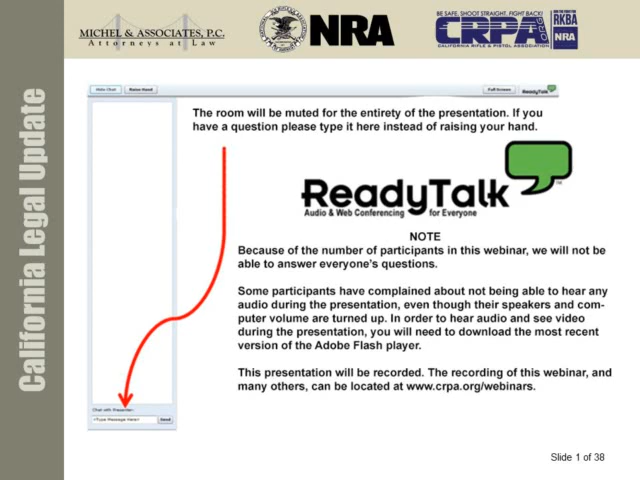 MICHEL & ASSOCIATES, P.C.
Attorneys at Law
NRA
BE SAFE, SHOOT STRAIGHT, FIGHT BACK!
CRPA.ORG
CALIFORNIA RIFLE & PISTOL ASSOCIATION
RKBA
NRA
California Legal Update
Hide Chat
Raise Hand
Full Screen
ReadyTalk
The room will be muted for the entirety of the presentation. If you
have a question please type it here instead of raising your hand.
ReadyTalk
Audio & Web Conferencing for Everyone
NOTE
Because of the number of participants in this webinar, we will not be
able to answer everyone's questions.
Some participants have complained about not being able to hear any
audio during the presentation, even though their speakers and com-
puter volume are turned up. In order to hear audio and see video
during the presentation, you will need to download the most recent
version of the Adobe Flash player.
This presentation will be recorded. The recording of this webinar, and
many others, can be located at www.crpa.org/webinars.
Chat with Presenter:
<Type Message Here>
Send
Slide 1 of 38